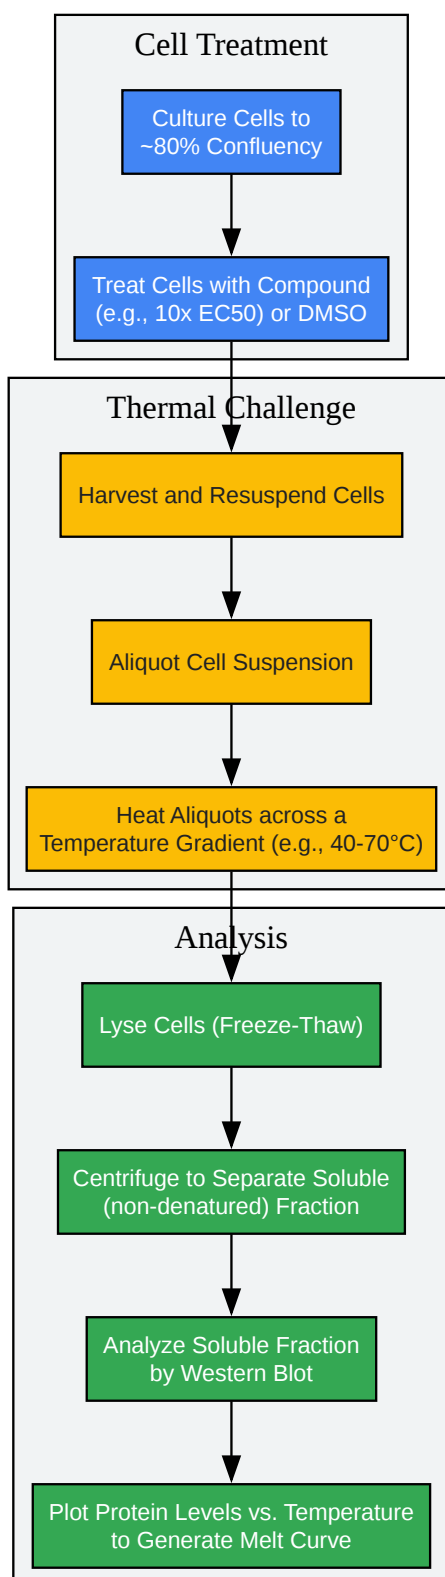 Cell Treatment
Culture Cells to
~80% Confluency
Treat Cells with Compound
(e.g., 10x EC50) or DMSO
Thermal Challenge
Harvest and Resuspend Cells
Aliquot Cell Suspension
Heat Aliquots across a
Temperature Gradient (e.g., 40-70°C)
Analysis
Lyse Cells (Freeze-Thaw)
Centrifuge to Separate Soluble
(non-denatured) Fraction
Analyze Soluble Fraction
by Western Blot
Plot Protein Levels vs. Temperature
to Generate Melt Curve